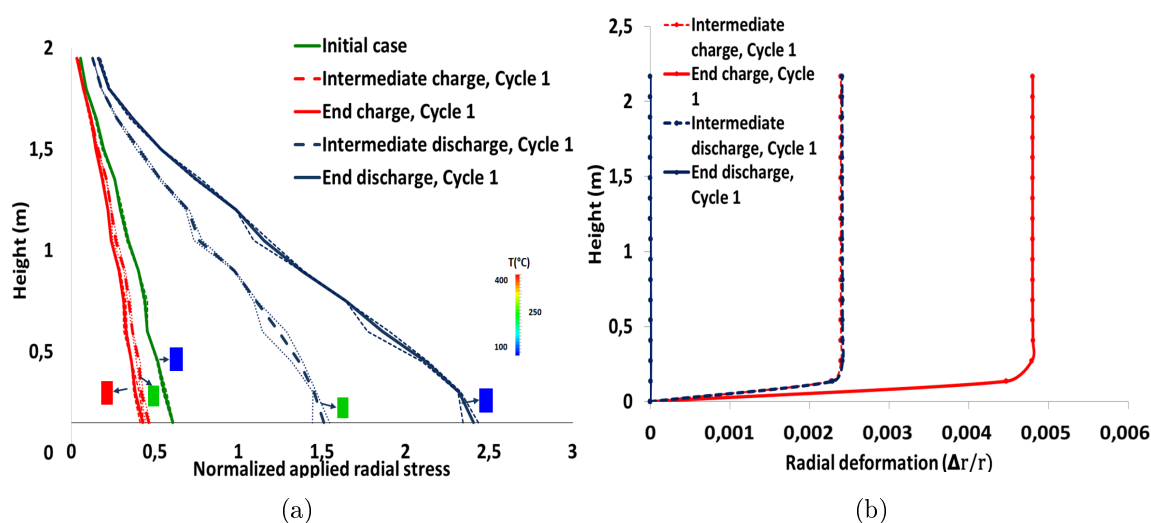 2
1,5
1
0,5
0
Height (m)
Initial case
Intermediate charge, Cycle 1
End charge, Cycle 1
Intermediate discharge, Cycle 1
End discharge, Cycle 1
T(°C)
400
250
100
0
0,5
1
1,5
2
2,5
3
Normalized applied radial stress
(a)
2,5
2
1,5
1
0,5
0
Height (m)
Intermediate
charge, Cycle 1
End charge, Cycle
1
Intermediate
discharge, Cycle 1
End discharge,
Cycle 1
0
0,001
0,002
0,003
0,004
0,005
0,006
Radial deformation (Δr/r)
(b)